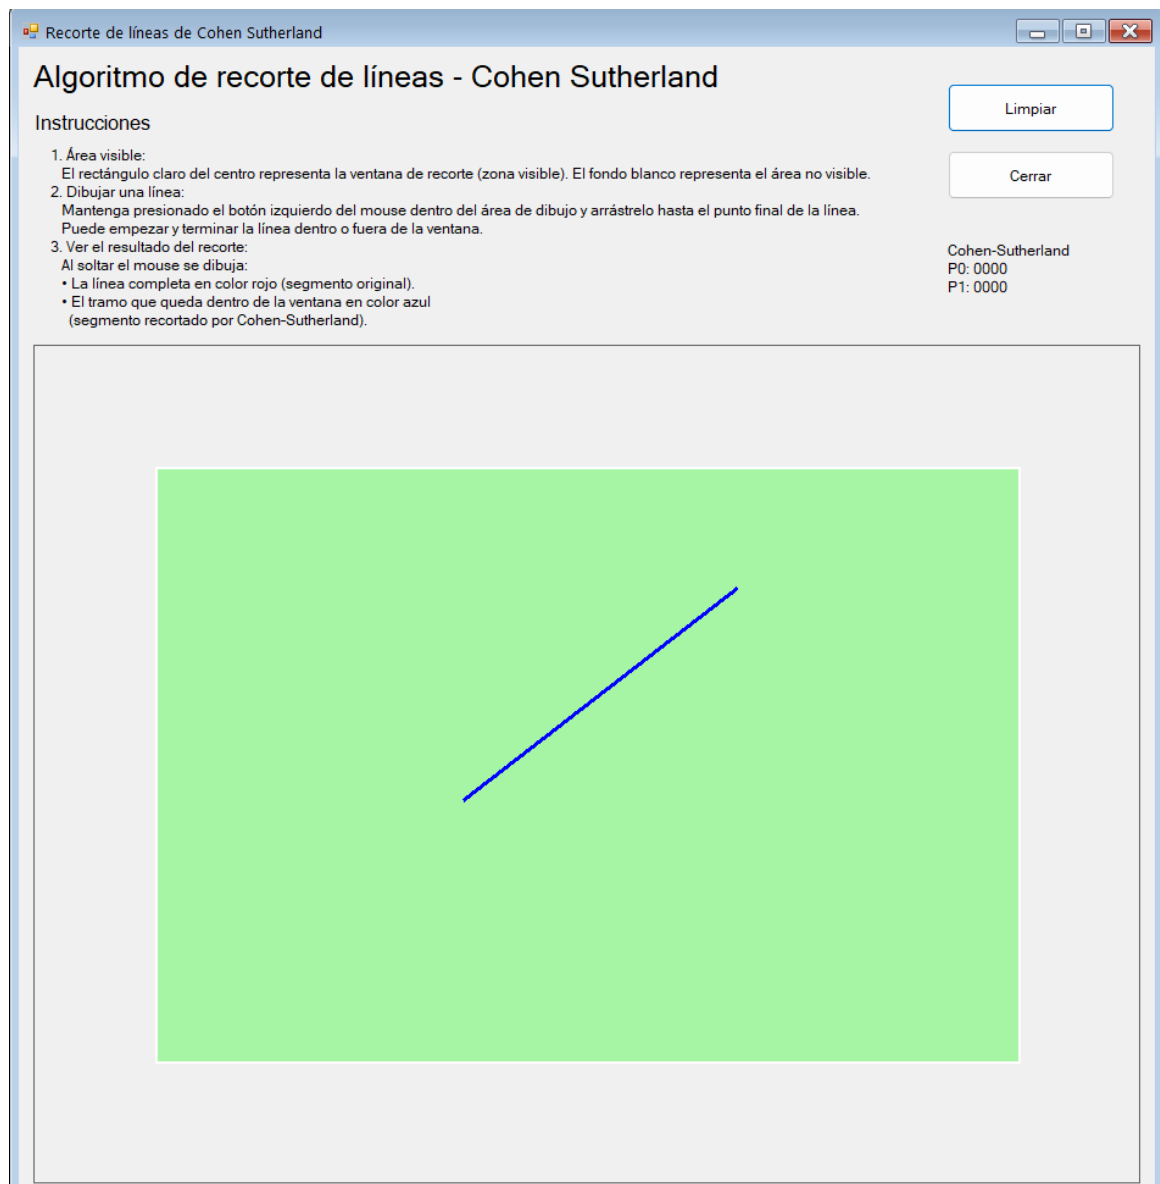 Recorte de líneas de Cohen Sutherland
Algoritmo de recorte de líneas - Cohen Sutherland
Limpiar
Instrucciones
1. Área visible:
El rectángulo claro del centro representa la ventana de recorte (zona visible). El fondo blanco representa el área no visible.
Cerrar
2. Dibujar una línea:
Mantenga presionado el botón izquierdo del mouse dentro del área de dibujo y arrástrelo hasta el punto final de la línea.
Puede empezar y terminar la línea dentro o fuera de la ventana.
3. Ver el resultado del recorte:
Al soltar el mouse se dibuja:
• La línea completa en color rojo (segmento original).
• El tramo que queda dentro de la ventana en color azul
(segmento recortado por Cohen-Sutherland).
Cohen-Sutherland
P0: 0000
P1: 0000